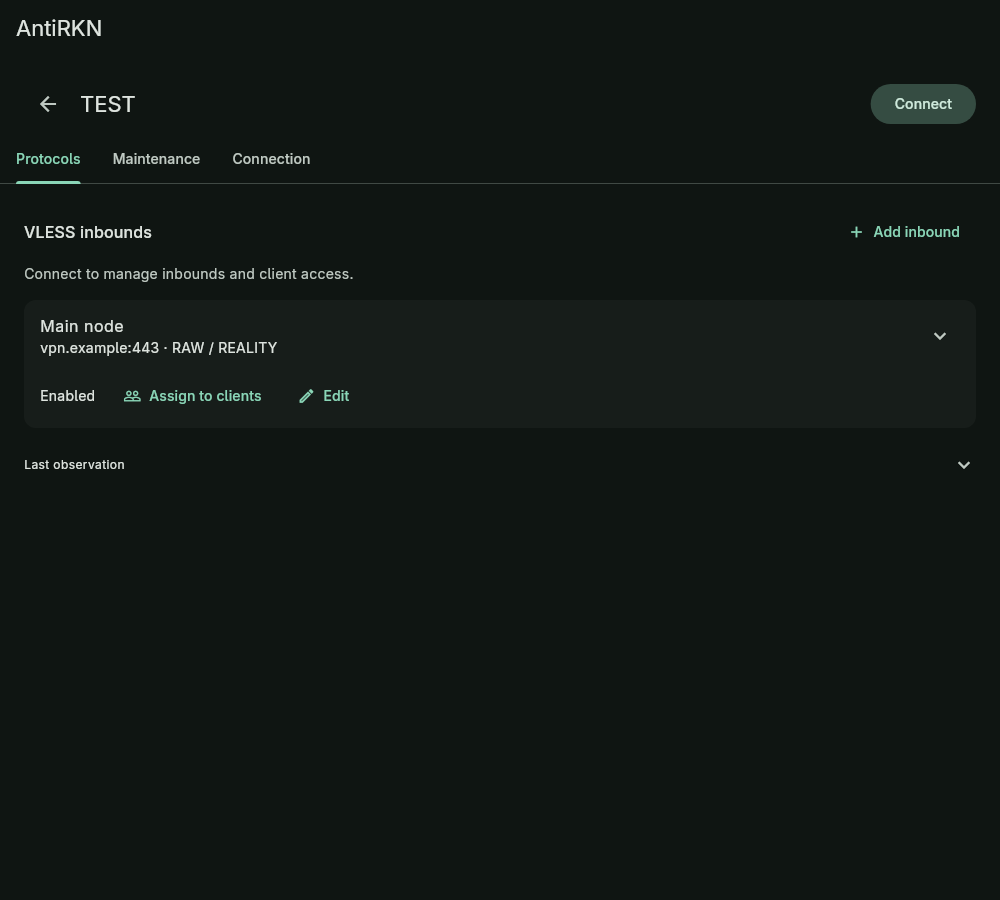 AntiRKN
TEST
Connect
Protocols Maintenance Connection
VLESS inbounds
Add inbound
Connect to manage inbounds and client access.
Main node
vpn.example:443 · RAW / REALITY
Enabled Assign to clients Edit
Last observation